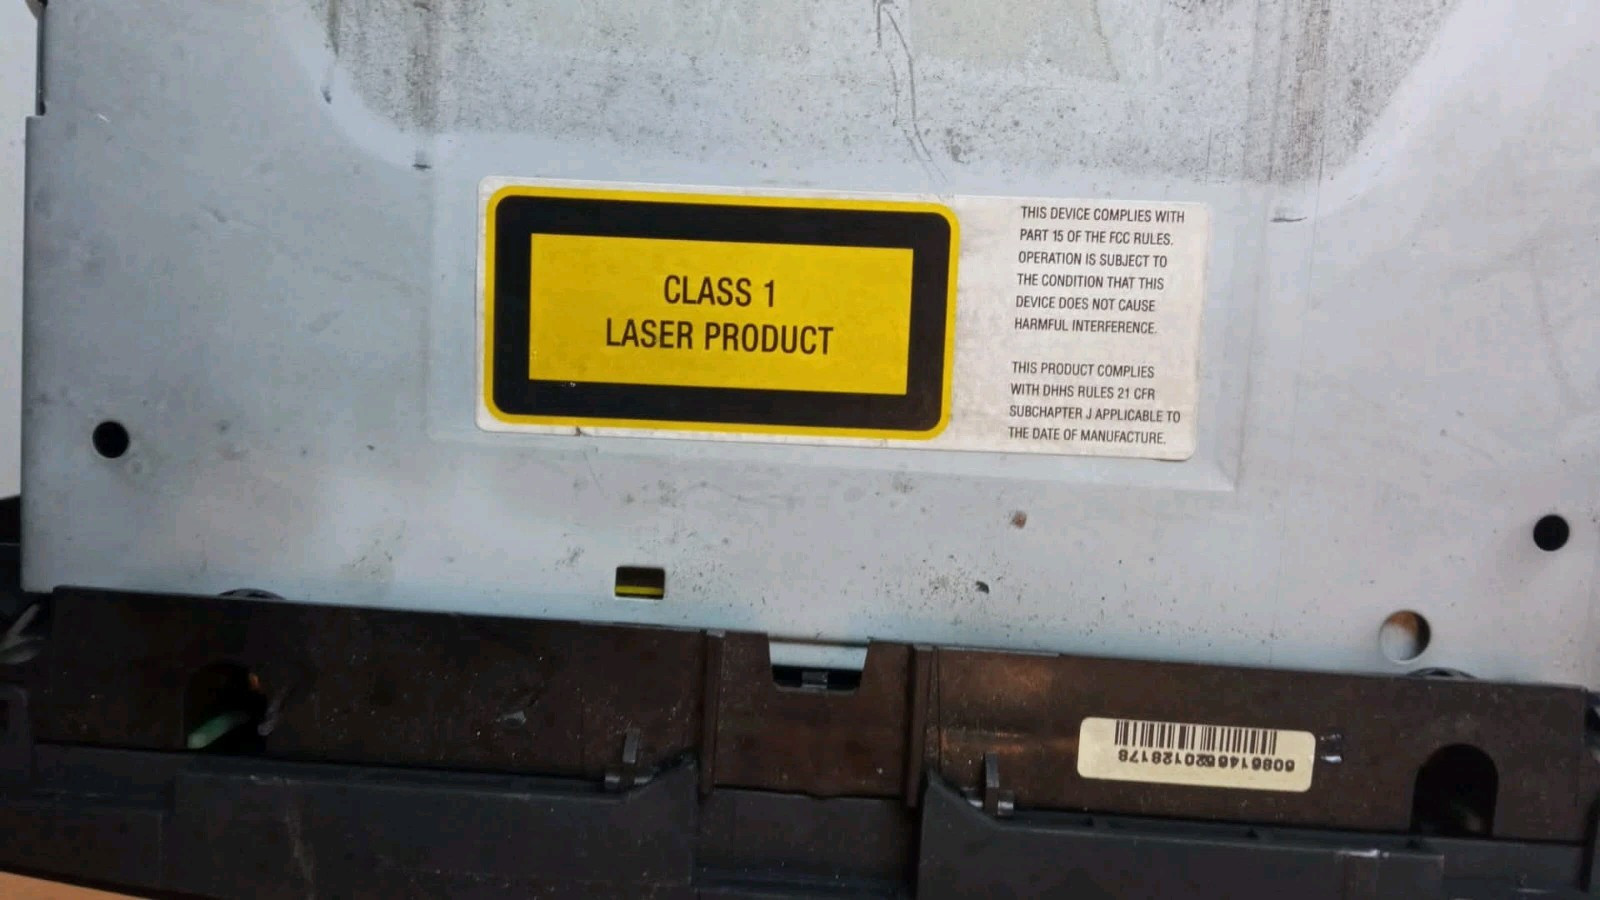 CLASS 1
LASER PRODUCT
THIS DEVICE COMPLIES WITH
PART 15 OF THE FCC RULES.
OPERATION IS SUBJECT TO
THE CONDITION THAT THIS
DEVICE DOES NOT CAUSE
HARMFUL INTERFERENCE.
THIS PRODUCT COMPLIES
WITH DHHS RULES 21 CFR
SUBCHAPTER J APPLICABLE TO
THE DATE OF MANUFACTURE.